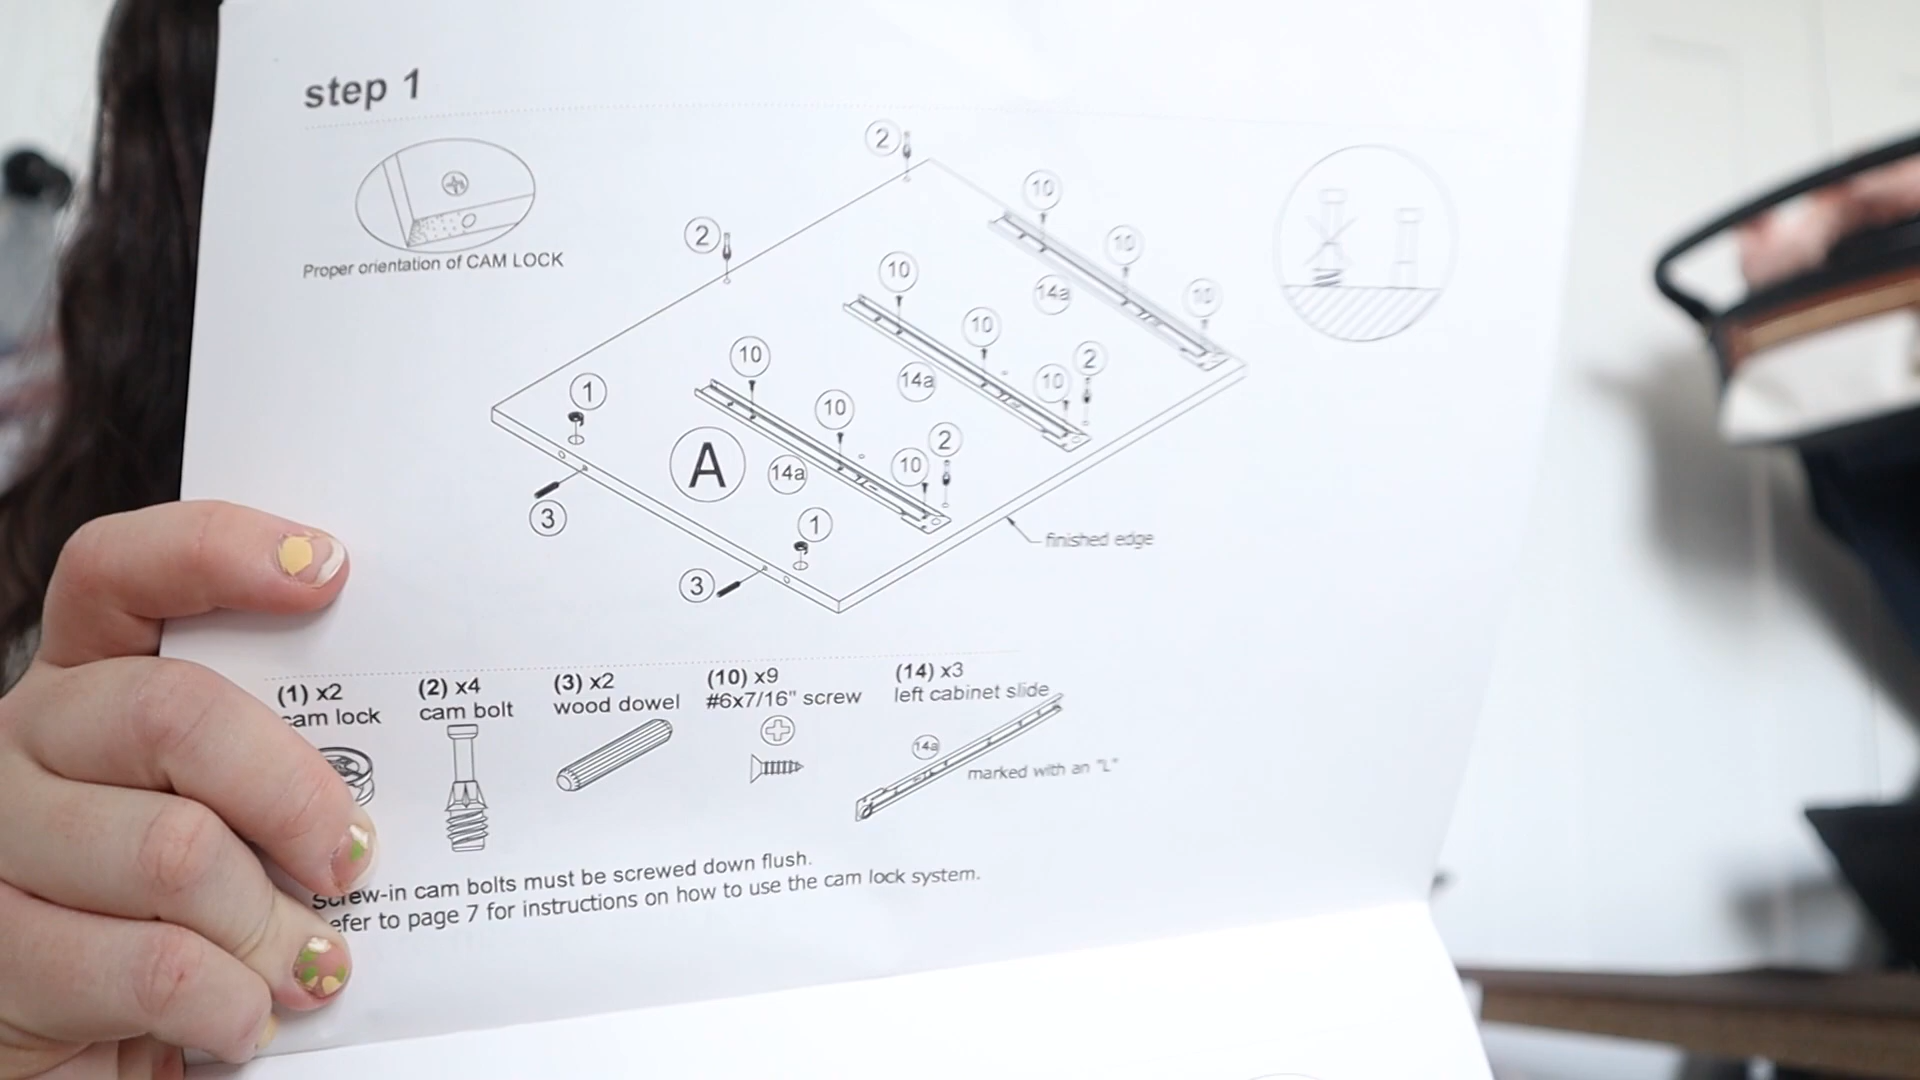 step 1
Proper orientation of CAM LOCK
2
10
2
10
10
14a
10
10
10
14a
10
2
1
10
10
2
A
14a
10
3
1
finished edge
3
(1) x2
cam lock
(2) x4
cam bolt
(3) x2
wood dowel
(10) x9
#6x7/16" screw
(14) x3
left cabinet slide
14a
marked with an "L"
Screw-in cam bolts must be screwed down flush.
efer to page 7 for instructions on how to use the cam lock system.